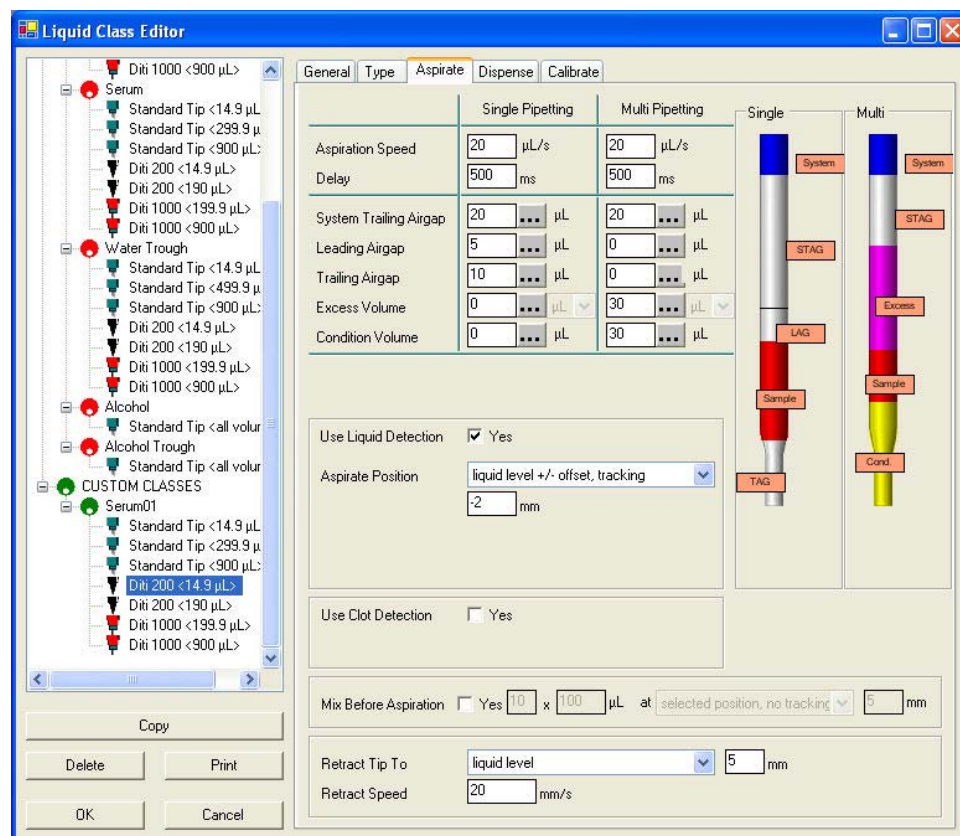 Liquid Class Editor
Diti 1000 <900 µL>
Serum
Standard Tip <14.9 µL
Standard Tip <299.9 µ
Standard Tip <900 µL>
Diti 200 <14.9 µL>
Diti 200 <190 µL>
Diti 1000 <199.9 µL>
Diti 1000 <900 µL>
Water Trough
Standard Tip <14.9 µL
Standard Tip <499.9 µ
Standard Tip <900 µL>
Diti 200 <14.9 µL>
Diti 200 <190 µL>
Diti 1000 <199.9 µL>
Diti 1000 <900 µL>
Alcohol
Standard Tip <all volur
Alcohol Trough
Standard Tip <all volur
CUSTOM CLASSES
Serum01
Standard Tip <14.9 µL
Standard Tip <299.9 µ
Standard Tip <900 µL>
Diti 200 <14.9 µL>
Diti 200 <190 µL>
Diti 1000 <199.9 µL>
Diti 1000 <900 µL>
Copy
Delete Print
OK Cancel
General Type Aspirate Dispense Calibrate
Single Pipetting Multi Pipetting
Aspiration Speed 20 µL/s 20 µL/s
Delay 500 ms 500 ms
System Trailing Airgap 20 ... µL 20 ... µL
Leading Airgap 5 ... µL 0 ... µL
Trailing Airgap 10 ... µL 0 ... µL
Excess Volume 0 ... µL 30 ... µL
Condition Volume 0 ... µL 30 ... µL
Use Liquid Detection Yes
Aspirate Position liquid level +/- offset, tracking
-2 mm
Use Clot Detection Yes
Mix Before Aspiration Yes 10 x 100 µL at selected position, no tracking 5 mm
Retract Tip To liquid level 5 mm
Retract Speed 20 mm/s
Single
System
STAG
LAG
Sample
TAG
Multi
System
STAG
Excess
Sample
Cond.